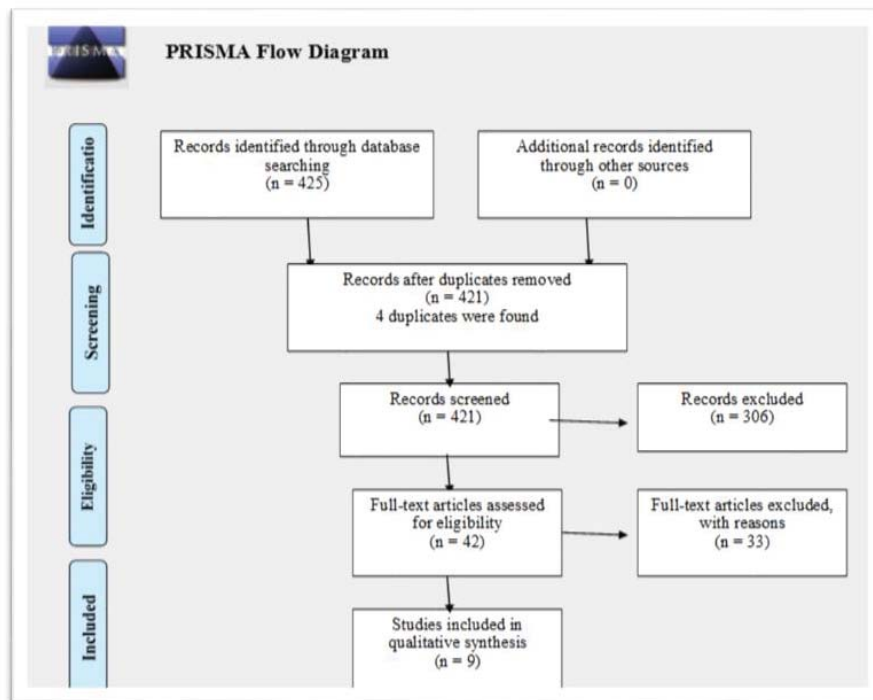 PRISMA
PRISMA Flow Diagram
Identificatio
Records identified through database
searching
(n = 425)
Additional records identified
through other sources
(n = 0)
Screening
Records after duplicates removed
(n = 421)
4 duplicates were found
Records screened
(n = 421)
Records excluded
(n = 306)
Eligibility
Full-text articles assessed
for eligibility
(n = 42)
Full-text articles excluded,
with reasons
(n = 33)
Included
Studies included in
qualitative synthesis
(n = 9)